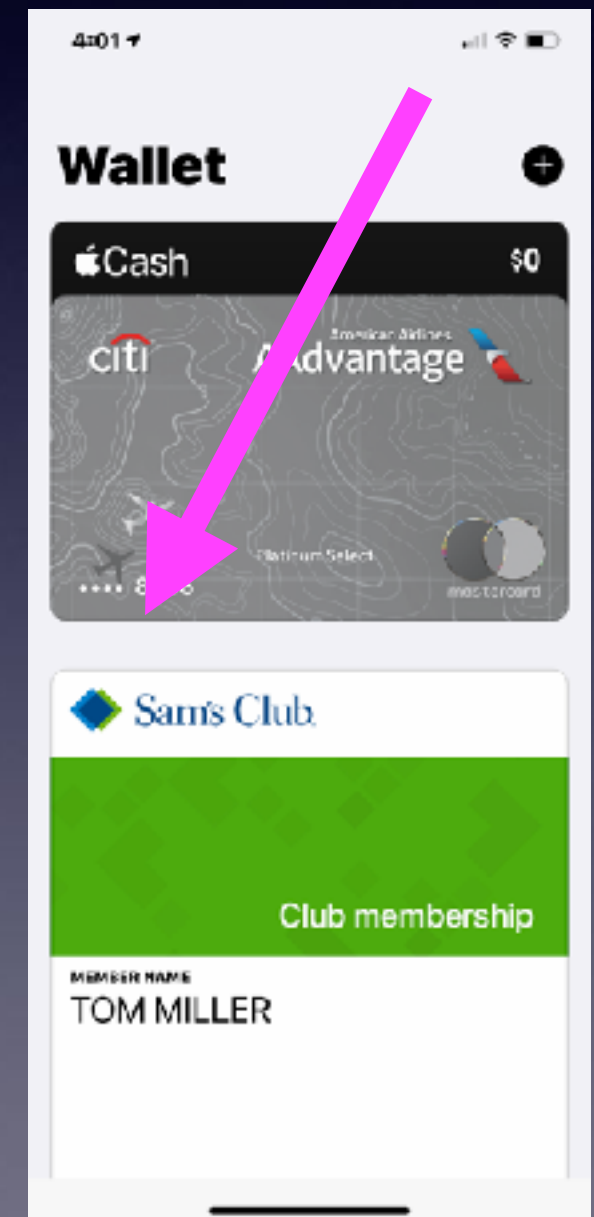 4:01
Wallet
Cash
$0
citi
American Airlines
AAdvantage
Platinum Select
mastercard
Sam's Club
Club membership
MEMBER NAME
TOM MILLER